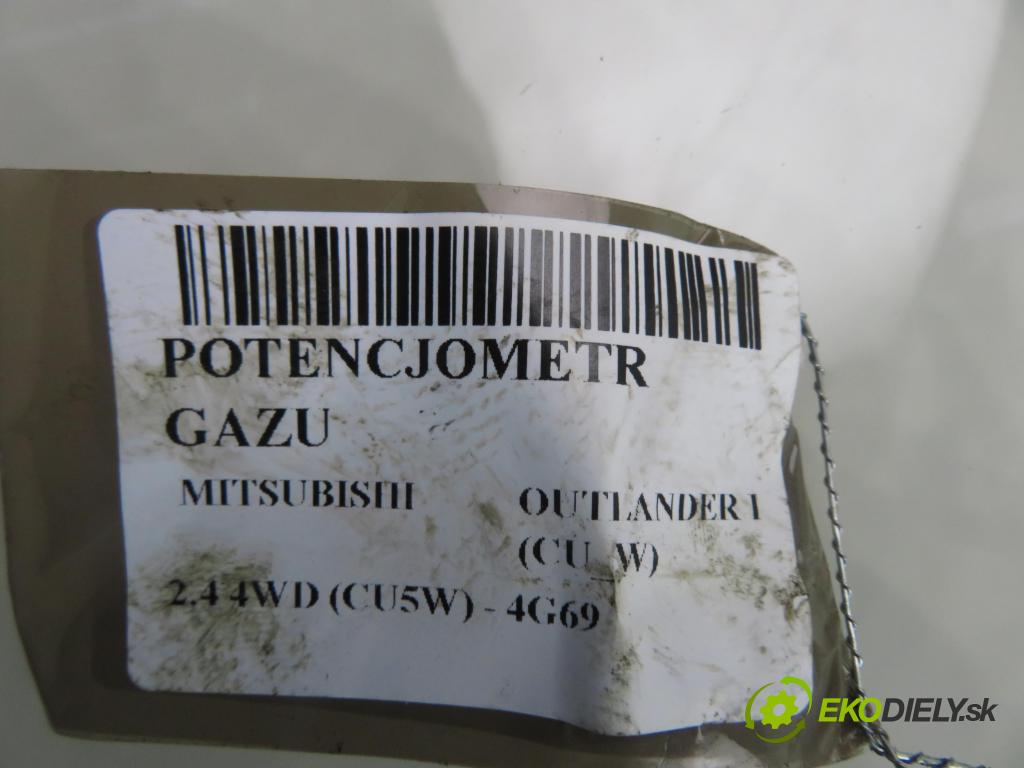 POTENCJOMETR
GAZU
MITSUBISHI OUTLANDER I
(CU_W)
2.4 4WD (CU5W) - 4G69
EKODIELY.sk